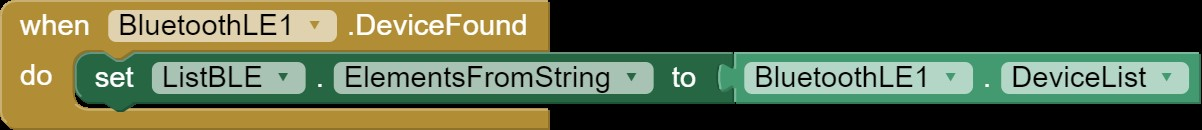 when BluetoothLE1 .DeviceFound
do set ListBLE . ElementsFromString to BluetoothLE1 . DeviceList